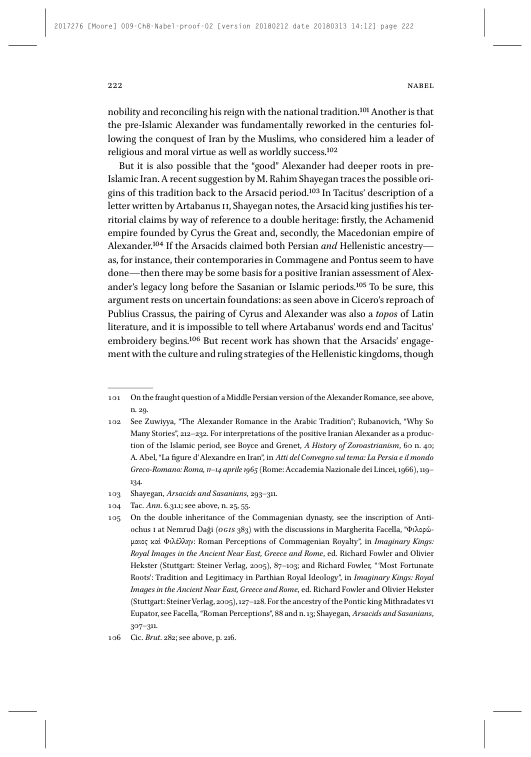 2017276 [Moore] 009-Ch8-Nabel-proof-02 [version 20180212 date 20180313 14:12] page 222
222 NABEL
nobility and reconciling his reign with the national tradition.101 Another is that
the pre-Islamic Alexander was fundamentally reworked in the centuries fol-
lowing the conquest of Iran by the Muslims, who considered him a leader of
religious and moral virtue as well as worldly success.102
But it is also possible that the “good” Alexander had deeper roots in pre-
Islamic Iran. A recent suggestion by M. Rahim Shayegan traces the possible ori-
gins of this tradition back to the Arsacid period.103 In Tacitus’ description of a
letter written by Artabanus II, Shayegan notes, the Arsacid king justifies his ter-
ritorial claims by way of reference to a double heritage: firstly, the Achamenid
empire founded by Cyrus the Great and, secondly, the Macedonian empire of
Alexander.104 If the Arsacids claimed both Persian and Hellenistic ancestry—
as, for instance, their contemporaries in Commagene and Pontus seem to have
done—then there may be some basis for a positive Iranian assessment of Alex-
ander’s legacy long before the Sasanian or Islamic periods.105 To be sure, this
argument rests on uncertain foundations: as seen above in Cicero’s reproach of
Publius Crassus, the pairing of Cyrus and Alexander was also a topos of Latin
literature, and it is impossible to tell where Artabanus’ words end and Tacitus’
embroidery begins.106 But recent work has shown that the Arsacids’ engage-
ment with the culture and ruling strategies of the Hellenistic kingdoms, though
101 On the fraught question of a Middle Persian version of the Alexander Romance, see above,
n. 29.
102 See Zuwiyya, “The Alexander Romance in the Arabic Tradition”; Rubanovich, “Why So
Many Stories”, 212–232. For interpretations of the positive Iranian Alexander as a produc-
tion of the Islamic period, see Boyce and Grenet, A History of Zoroastrianism, 60 n. 40;
A. Abel, “La figure d’Alexandre en Iran”, in Atti del Convegno sul tema: La Persia e il mondo
Greco-Romano: Roma, 11–14 aprile 1965 (Rome: Accademia Nazionale dei Lincei, 1966), 119–
134.
103 Shayegan, Arsacids and Sasanians, 293–311.
104 Tac. Ann. 6.31.1; see above, n. 25, 55.
105 On the double inheritance of the Commagenian dynasty, see the inscription of Anti-
ochus I at Nemrud Daği (OGIS 383) with the discussions in Margherita Facella, “Φιλορώ-
μαιος καὶ Φιλέλλην: Roman Perceptions of Commagenian Royalty”, in Imaginary Kings:
Royal Images in the Ancient Near East, Greece and Rome, ed. Richard Fowler and Olivier
Hekster (Stuttgart: Steiner Verlag, 2005), 87–103; and Richard Fowler, “‘Most Fortunate
Roots’: Tradition and Legitimacy in Parthian Royal Ideology”, in Imaginary Kings: Royal
Images in the Ancient Near East, Greece and Rome, ed. Richard Fowler and Olivier Hekster
(Stuttgart: Steiner Verlag, 2005), 127–128. For the ancestry of the Pontic king Mithradates VI
Eupator, see Facella, “Roman Perceptions”, 88 and n. 13; Shayegan, Arsacids and Sasanians,
307–311.
106 Cic. Brut. 282; see above, p. 216.